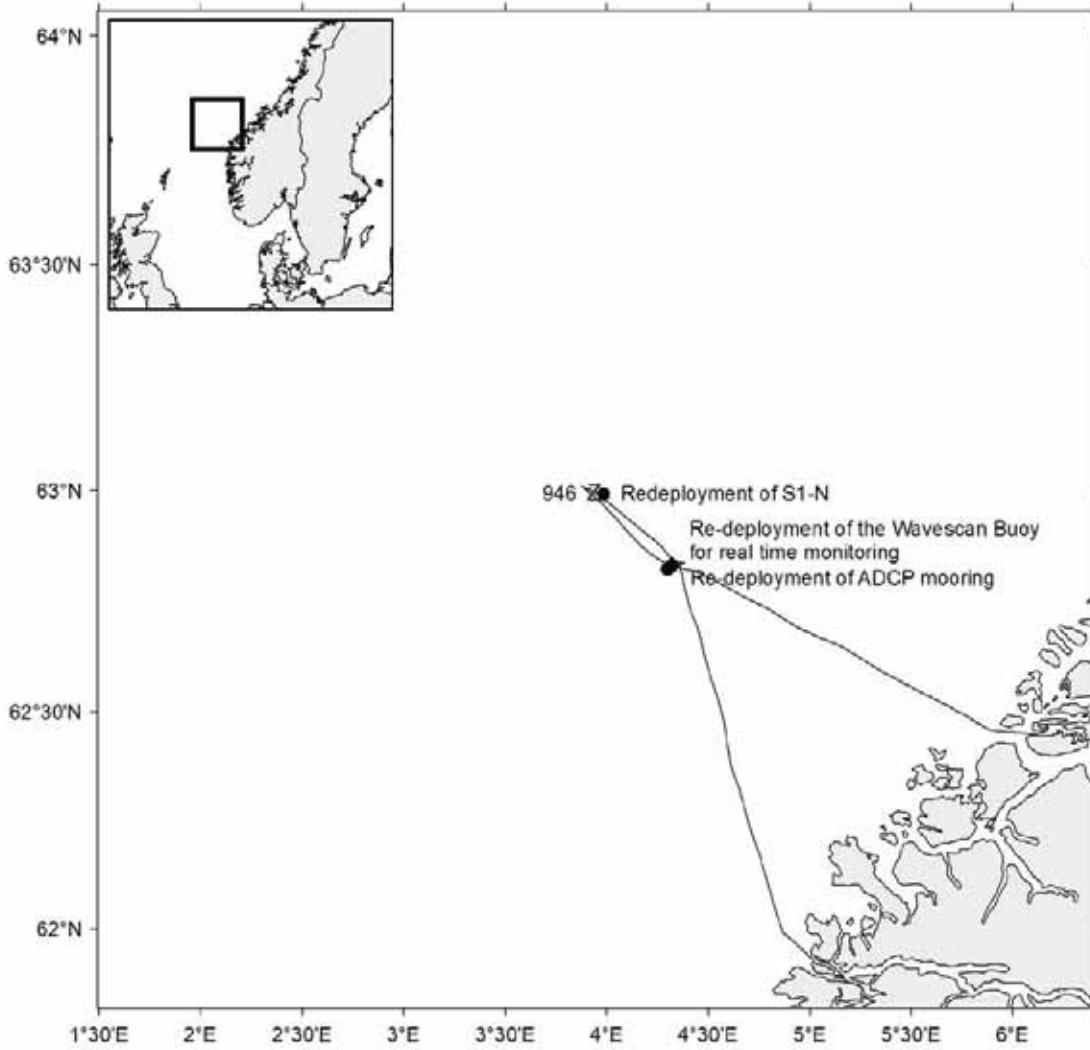 64°N
63°30'N
63°N
62°30'N
62°N
946
Redeployment of S1-N
Re-deployment of the Wavescan Buoy
for real time monitoring
Re-deployment of ADCP mooring
1°30'E 2°E 2°30'E 3°E 3°30'E 4°E 4°30'E 5°E 5°30'E 6°E